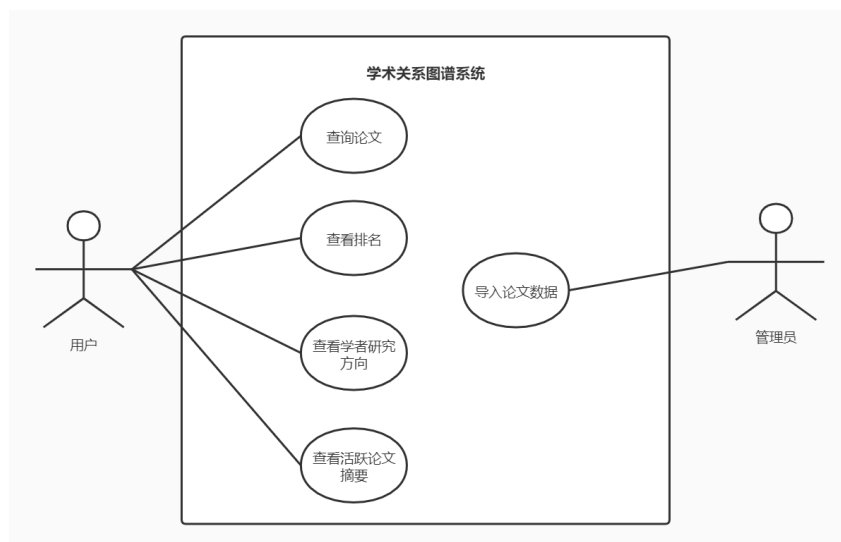 学术关系图谱系统
查询论文
查看排名
导入论文数据
查看学者研究
方向
查看活跃论文
摘要
用户
管理员